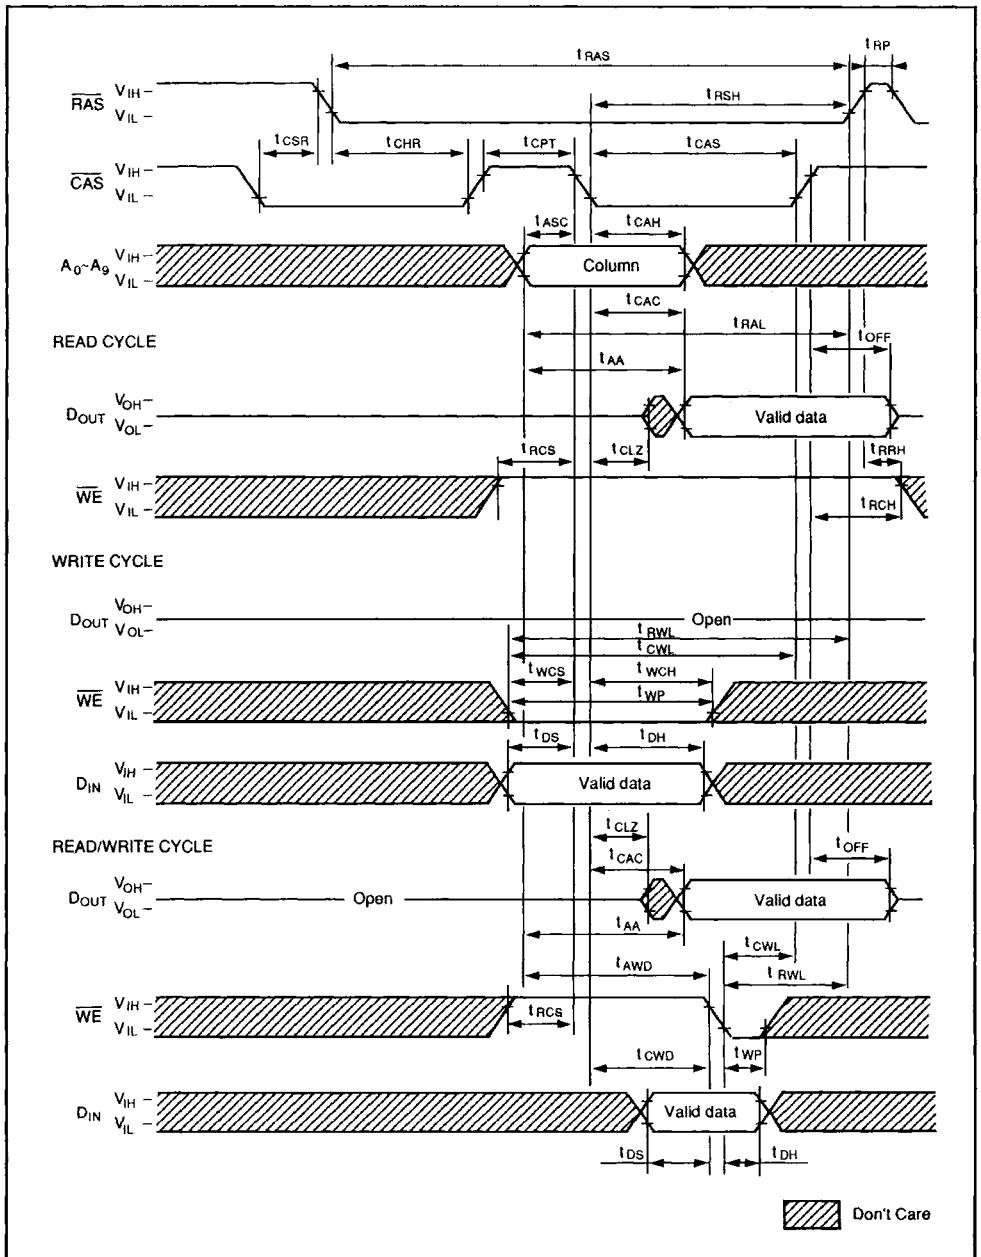 tRAS
tRP
RAS VIH
VIL
tRSH
tCSR
tCHR
tCPT
tCAS
CAS VIH
VIL
tASC
tCAH
A0~A9 VIH
VIL
Column
tCAC
tRAL
READ CYCLE
tOFF
tAA
DOUT VOH
VOL
Valid data
tRCS
tCLZ
tRRH
WE VIH
VIL
tRCH
WRITE CYCLE
DOUT VOH
VOL
Open
tRWL
tCWL
tWCS
tWCH
WE VIH
VIL
tWP
tDS
tDH
DIN VIH
VIL
Valid data
tCLZ
READ/WRITE CYCLE
tCAC
tOFF
DOUT VOH
VOL
Open
Valid data
tAA
tCWL
tAWD
tRWL
WE VIH
VIL
tRCS
tCWD
tWP
DIN VIH
VIL
Valid data
tDS
tDH
Don't Care